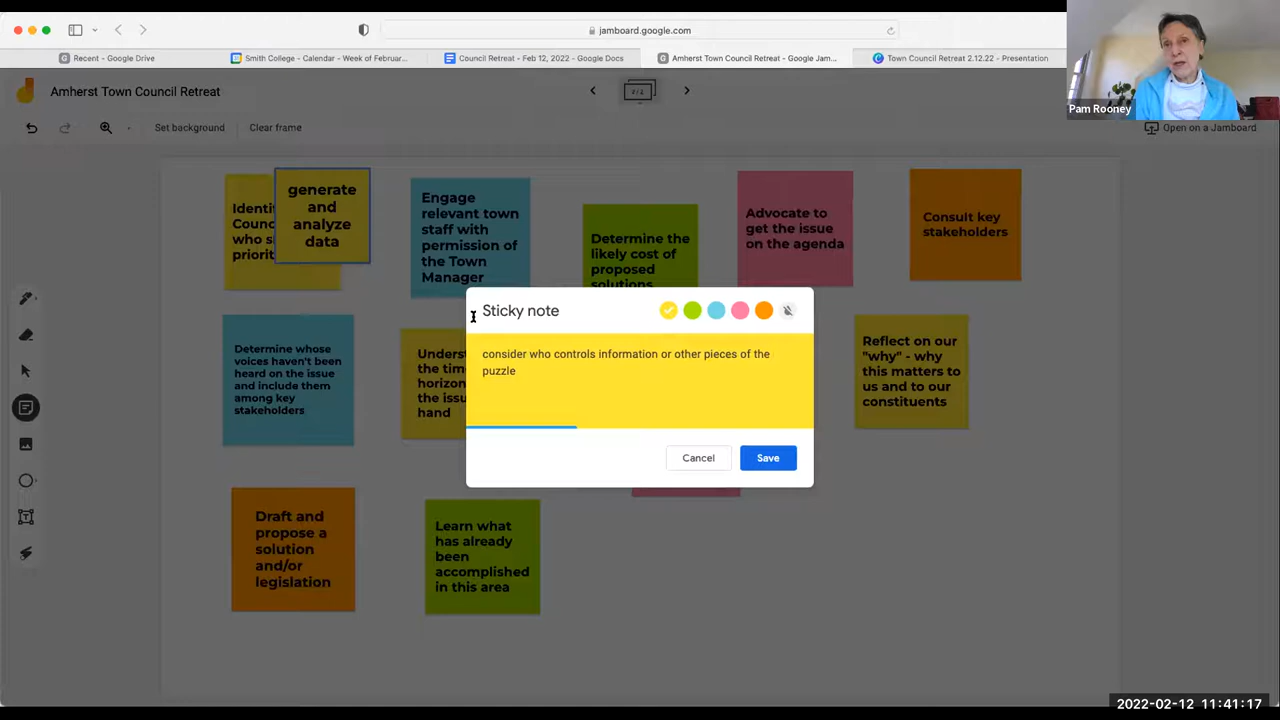 jamboard.google.com
Recent - Google Drive
Smith College - Calendar - Week of Februar...
Council Retreat - Feb 12, 2022 - Google Docs
Amherst Town Council Retreat - Google Jam...
Town Council Retreat 2.12.22 - Presentation
Pam Rooney
Amherst Town Council Retreat
Set background
Clear frame
Open on a Jamboard
generate
and
analyze
data
Engage
relevant town
staff with
permission of
the Town
Manager
Determine the
likely cost of
proposed
solutions
Advocate to
get the issue
on the agenda
Consult key
stakeholders
Determine whose
voices haven't been
heard on the issue
and include them
among key
stakeholders
the
hand
Sticky note
consider who controls information or other pieces of the
puzzle
Cancel
Save
Reflect on our
"why" - why
this matters to
us and to our
constituents
Draft and
propose a
solution
and/or
legislation
Learn what
has already
been
accomplished
in this area
2022-02-12 11:41:17